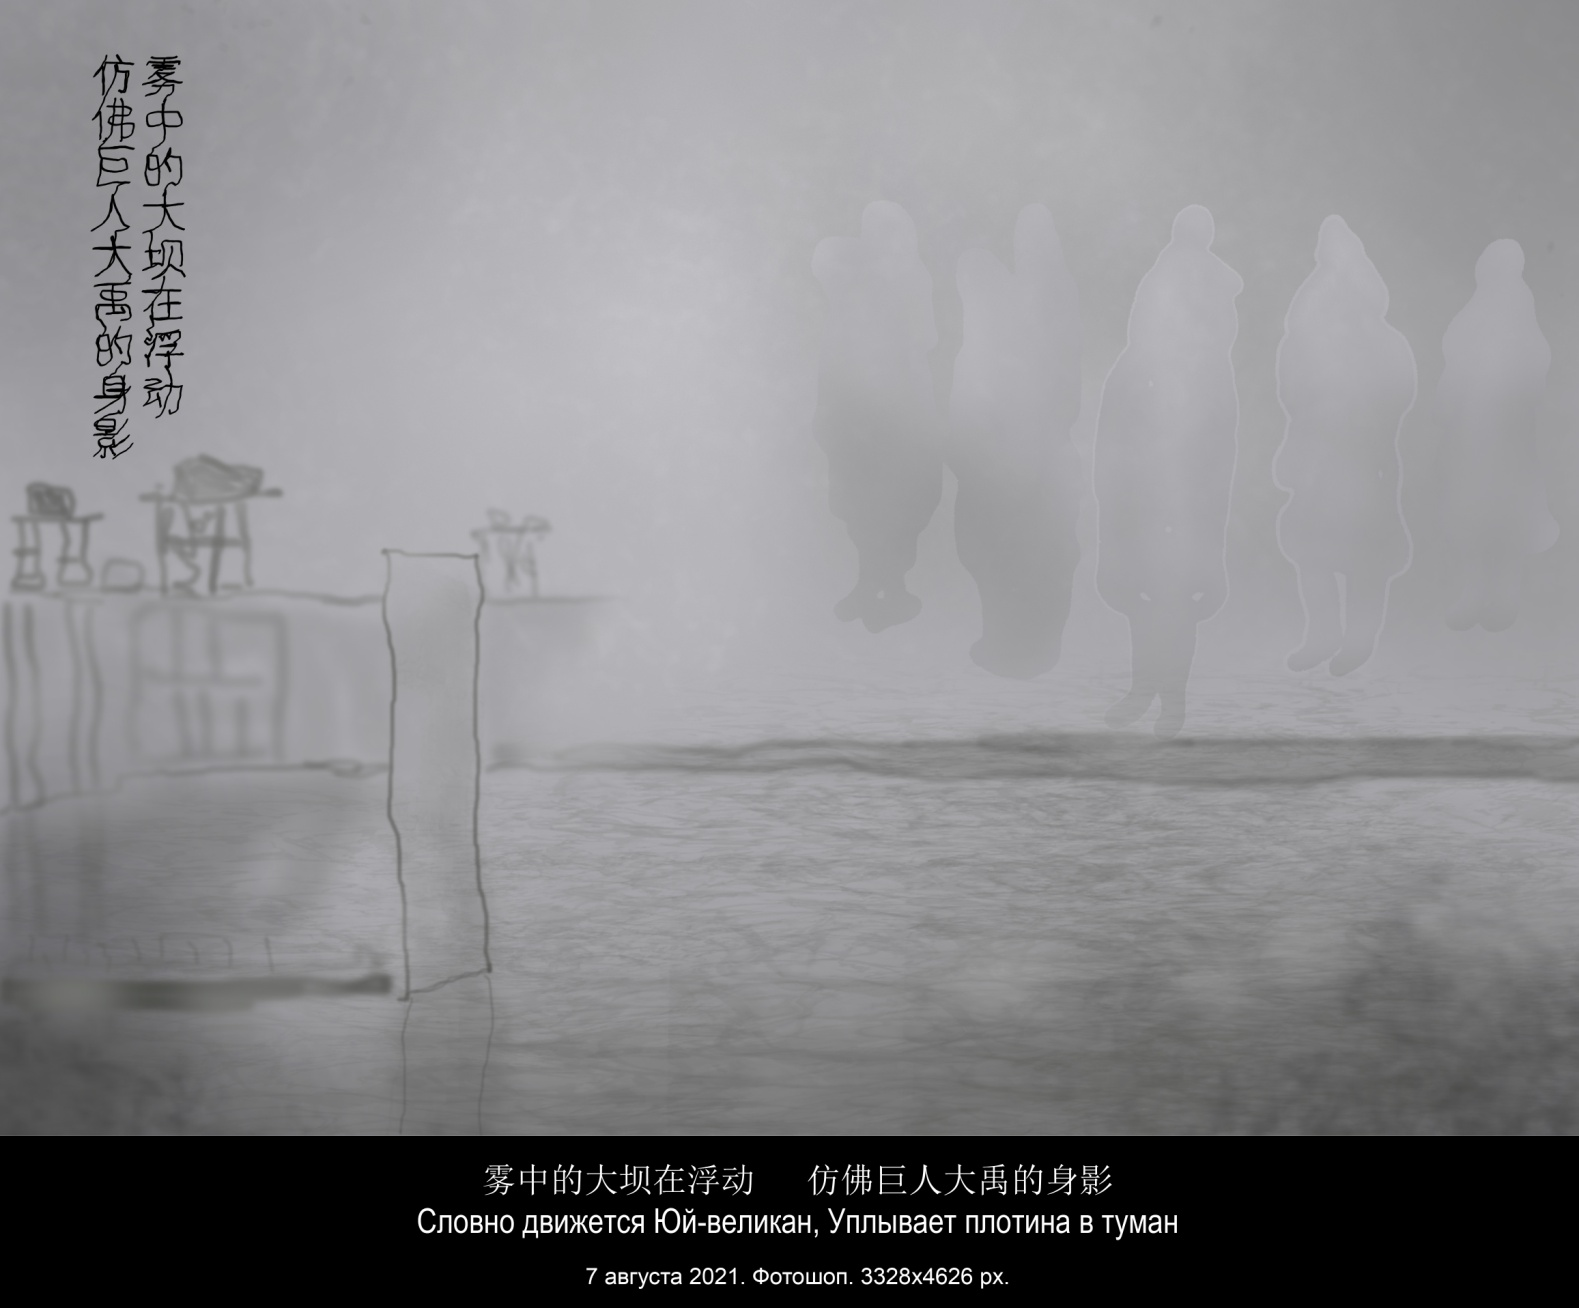 雾中的大坝在浮动
仿佛巨人大禹的身影
雾中的大坝在浮动 仿佛巨人大禹的身影
Словно движется Юй-великан, Уплывает плотина в туман
7 августа 2021. Фотошоп. 3328x4626 px.